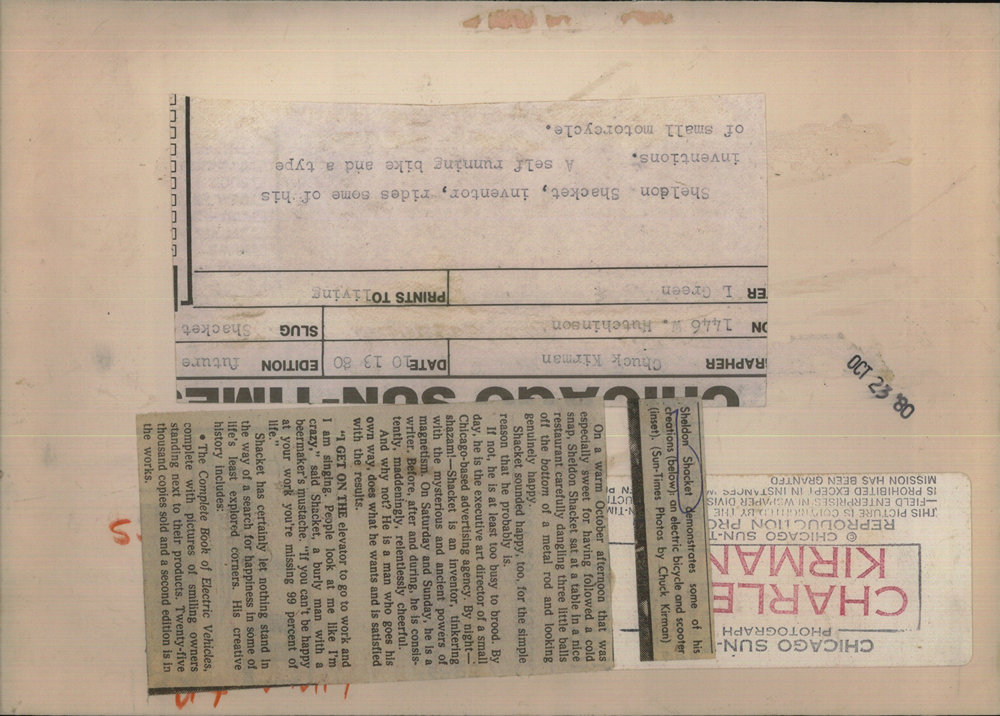 CHICAGO SUN-TIMES
RAPHER Chuck Kirman DATE 10 13 80 EDITION future
ON 1446 W. Hutchinson SLUG Shacket
ER L Green PRINTS TO living
Sheldon Shacket, inventor, rides some of his
inventions. A self running bike and a type
of small motorcycle.
OCT 23 '80
CHICAGO SUN-
PHOTOGRAPH
CHARLE
KIRMAN
© CHICAGO SUN-T
REPRODUCTION PRO
THIS PICTURE IS COPYRIGHTED BY THE
FIELD ENTERPRISES NEWSPAPER DIVIS
IS PROHIBITED EXCEPT IN INSTANCES W
MISSION HAS BEEN GRANTED
Sheldon Shacket demonstrates some of his
creations (below): an electric bicycle and scooter
(inset). (Sun-Times Photos by Chuck Kirman)
On a warm October afternoon that was
especially sweet for having followed a cold
snap, Sheldon Shacket sat at a table in a nice
restaurant carefully dangling three little balls
off the bottom of a metal rod and looking
genuinely happy.
Shacket sounded happy, too, for the simple
reason that he probably is.
If not, he is at least too busy to brood. By
day, he is the executive art director of a small
Chicago-based advertising agency. By night—
shazam!—Shacket is an inventor, tinkering
with the mysterious and ancient powers of
magnetism. On Saturday and Sunday, he is a
writer. Before, after and during, he is consis-
tently, maddeningly, relentlessly cheerful.
And why not? He is a man who goes his
own way, does what he wants and is satisfied
with the results.
"I GET ON THE elevator to go to work and
I am singing. People look at me like I'm
crazy," said Shacket, a burly man with a
beermaker's mustache. "If you can't be happy
at your work you're missing 99 percent of
life."
Shacket has certainly let nothing stand in
the way of a search for happiness in some of
life's least explored corners. His creative
history includes:
• The Complete Book of Electric Vehicles,
complete with pictures of smiling owners
standing next to their products. Twenty-five
thousand copies sold and a second edition is in
the works.